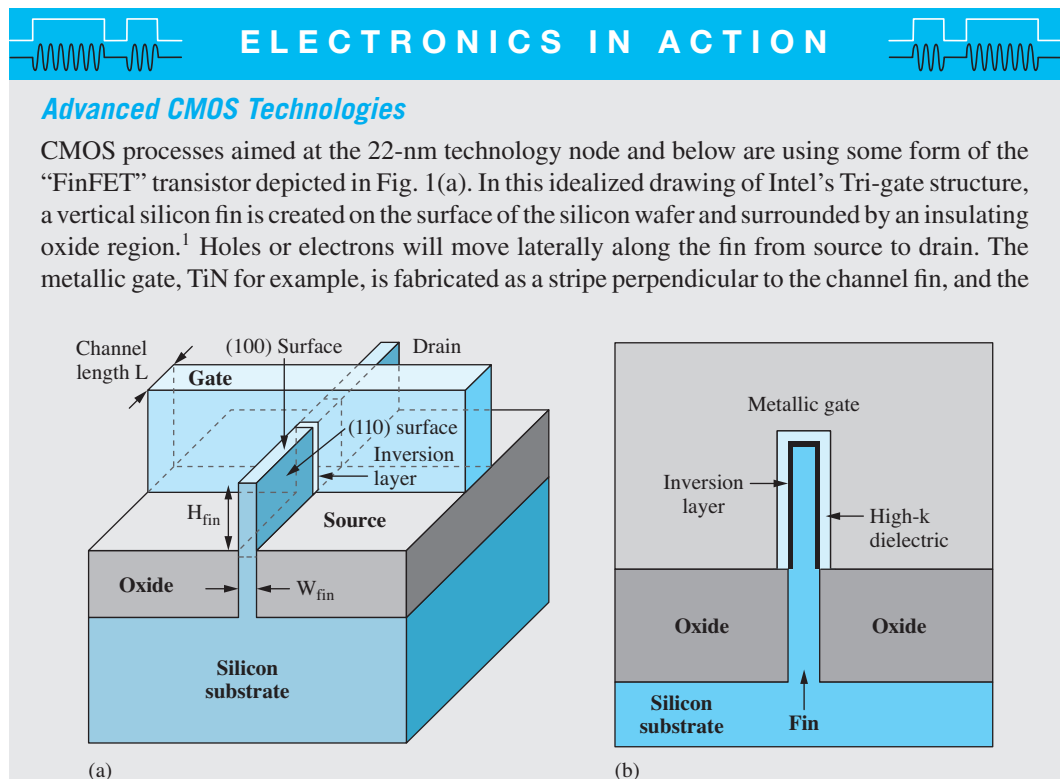 ELECTRONICS IN ACTION
Advanced CMOS Technologies
CMOS processes aimed at the 22-nm technology node and below are using some form of the
“FinFET” transistor depicted in Fig. 1(a). In this idealized drawing of Intel’s Tri-gate structure,
a vertical silicon fin is created on the surface of the silicon wafer and surrounded by an insulating
oxide region.¹ Holes or electrons will move laterally along the fin from source to drain. The
metallic gate, TiN for example, is fabricated as a stripe perpendicular to the channel fin, and the
Channel
length L
(100) Surface
Drain
Gate
(110) surface
Inversion
layer
H_fin
Source
Oxide
W_fin
Silicon
substrate
(a)
Metallic gate
Inversion
layer
High-k
dielectric
Oxide
Oxide
Silicon
substrate
Fin
(b)